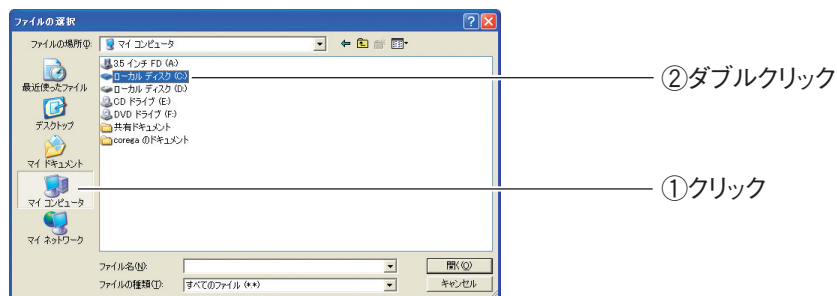 ファイルの選択
ファイルの場所(I):
マイ コンピュータ
3.5 インチ FD (A:)
ローカル ディスク (C:)
ローカル ディスク (D:)
CD ドライブ (E:)
DVD ドライブ (F:)
共有ドキュメント
corega のドキュメント
最近使ったファイル
デスクトップ
マイ ドキュメント
マイ コンピュータ
マイ ネットワーク
②ダブルクリック
①クリック
ファイル名(N):
開く(O)
ファイルの種類(T):
すべてのファイル (*.*)
キャンセル